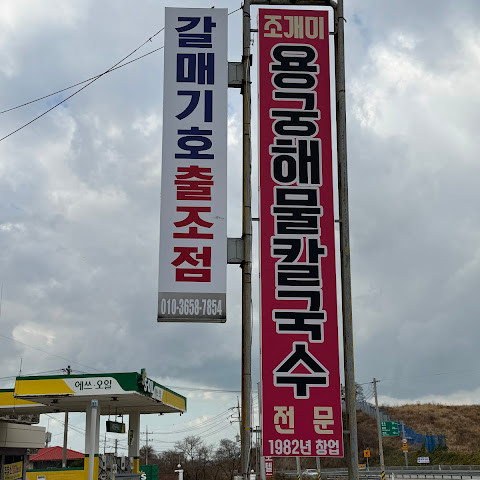 갈매기호출조점
010-3658-7854
조개미
용궁해물칼국수
전문
1982년 창업
에쓰-오일